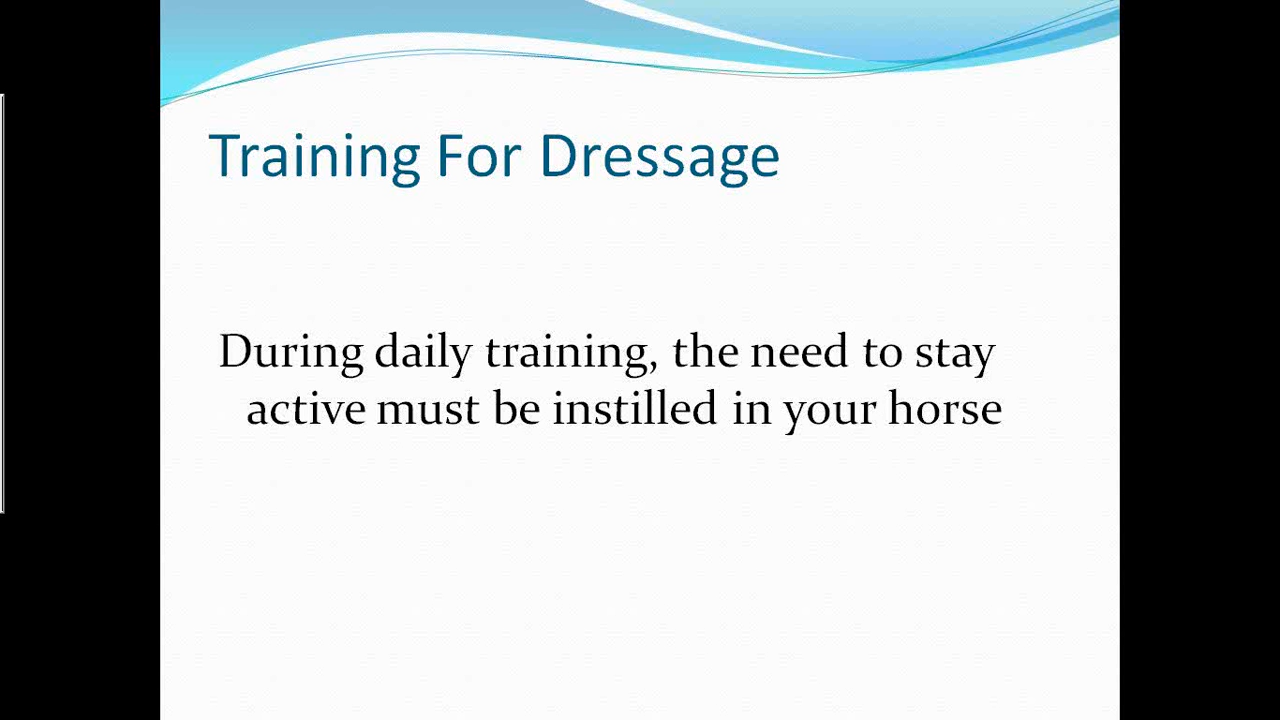 Training For Dressage
During daily training, the need to stay
active must be instilled in your horse